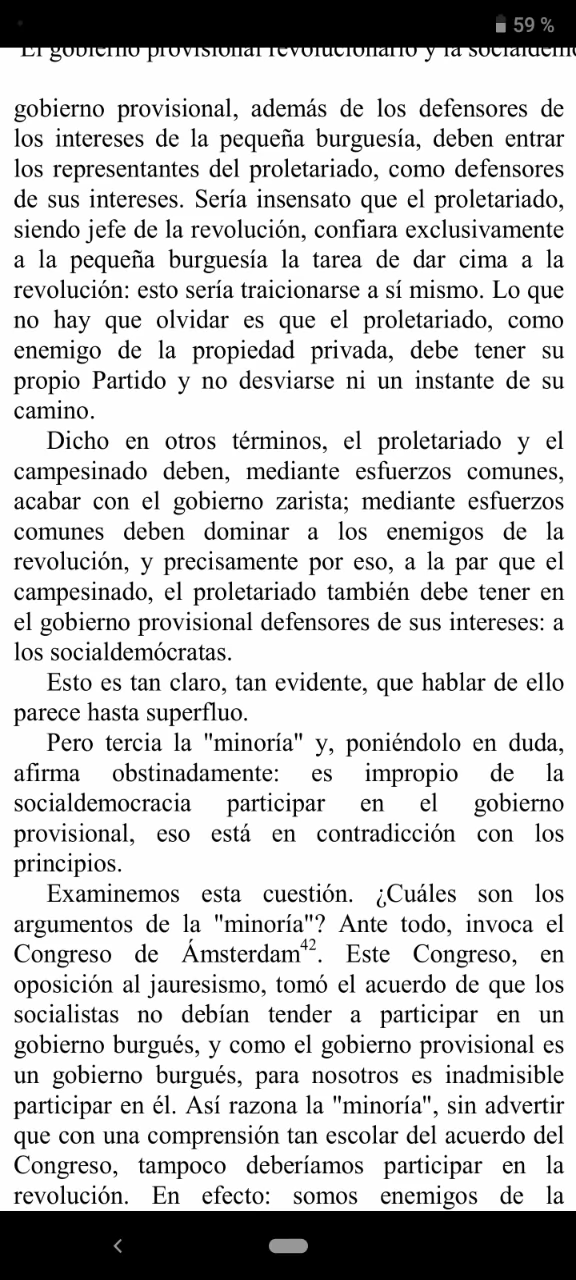 59 %
El gobierno provisional revolucionario y la socialdem
gobierno provisional, además de los defensores de
los intereses de la pequeña burguesía, deben entrar
los representantes del proletariado, como defensores
de sus intereses. Sería insensato que el proletariado,
siendo jefe de la revolución, confiara exclusivamente
a la pequeña burguesía la tarea de dar cima a la
revolución: esto sería traicionarse a sí mismo. Lo que
no hay que olvidar es que el proletariado, como
enemigo de la propiedad privada, debe tener su
propio Partido y no desviarse ni un instante de su
camino.
Dicho en otros términos, el proletariado y el
campesinado deben, mediante esfuerzos comunes,
acabar con el gobierno zarista; mediante esfuerzos
comunes deben dominar a los enemigos de la
revolución, y precisamente por eso, a la par que el
campesinado, el proletariado también debe tener en
el gobierno provisional defensores de sus intereses: a
los socialdemócratas.
Esto es tan claro, tan evidente, que hablar de ello
parece hasta superfluo.
Pero tercia la "minoría" y, poniéndolo en duda,
afirma obstinadamente: es impropio de la
socialdemocracia participar en el gobierno
provisional, eso está en contradicción con los
principios.
Examinemos esta cuestión. ¿Cuáles son los
argumentos de la "minoría"? Ante todo, invoca el
Congreso de Ámsterdam42. Este Congreso, en
oposición al jauresismo, tomó el acuerdo de que los
socialistas no debían tender a participar en un
gobierno burgués, y como el gobierno provisional es
un gobierno burgués, para nosotros es inadmisible
participar en él. Así razona la "minoría", sin advertir
que con una comprensión tan escolar del acuerdo del
Congreso, tampoco deberíamos participar en la
revolución. En efecto: somos enemigos de la